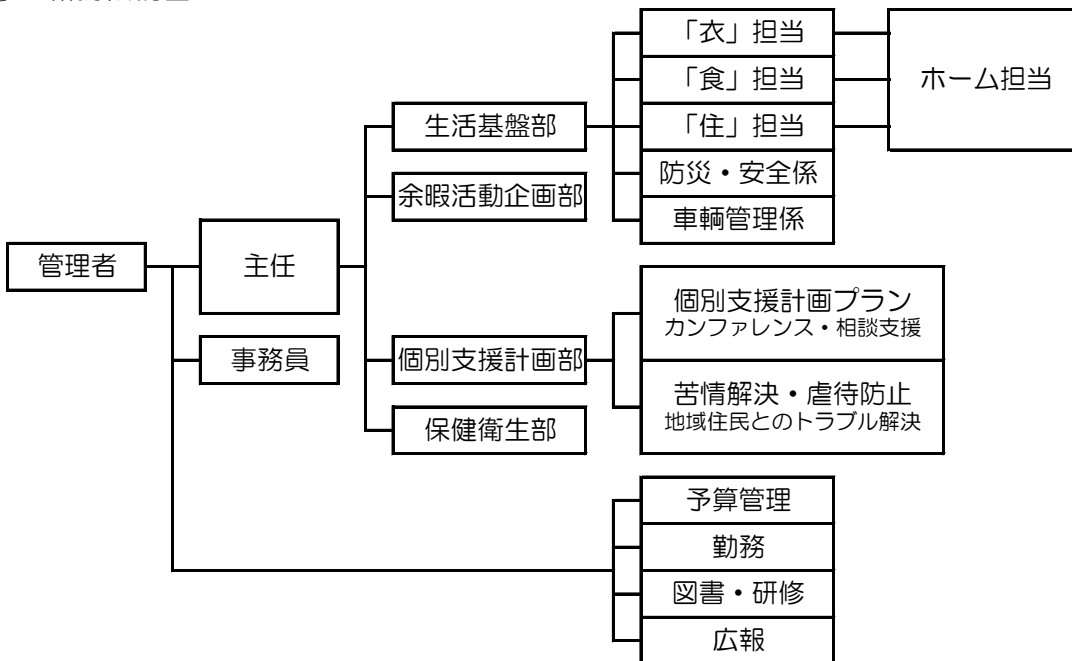 「衣」担当
「食」担当
ホーム担当
生活基盤部
「住」担当
防災・安全係
余暇活動企画部
車輌管理係
管理者
主任
個別支援計画プラン
カンファレンス・相談支援
事務員
個別支援計画部
苦情解決・虐待防止
地域住民とのトラブル解決
保健衛生部
予算管理
勤務
図書・研修
広報